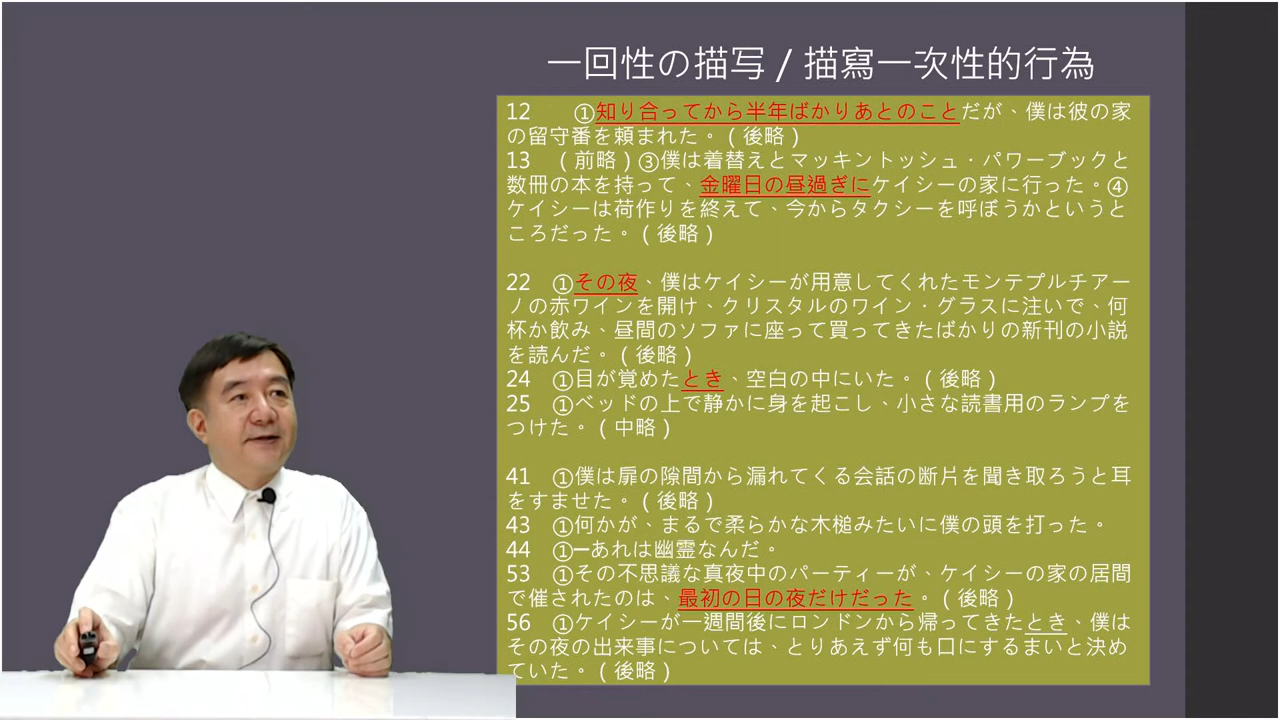 一回性の描写 / 描寫一次性的行為
12　①知り合ってから半年ばかりあとのことだが、僕は彼の家
の留守番を頼まれた。(後略)
13　(前略)③僕は着替えとマッキントッシュ・パワーブックと
数冊の本を持って、金曜日の昼過ぎにケイシーの家に行った。④
ケイシーは荷作りを終えて、今からタクシーを呼ぼうかというと
ころだった。(後略)
22　①その夜、僕はケイシーが用意してくれたモンテプルチアー
ノの赤ワインを開け、クリスタルのワイン・グラスに注いで、何
杯か飲み、昼間のソファに座って買ってきたばかりの新刊の小説
を読んだ。(後略)
24　①目が覚めたとき、空白の中にいた。(後略)
25　①ベッドの上で静かに身を起こし、小さな読書用のランプを
つけた。(中略)
41　①僕は扉の隙間から漏れてくる会話の断片を聞き取ろうと耳
をすませた。(後略)
43　①何かが、まるで柔らかな木槌みたいに僕の頭を打った。
44　①ーあれは幽霊なんだ。
53　①その不思議な真夜中のパーティーが、ケイシーの家の居間
で催されたのは、最初の日の夜だけだった。(後略)
56　①ケイシーが一週間後にロンドンから帰ってきたとき、僕は
その夜の出来事については、とりあえず何も口にするまいと決め
ていた。(後略)